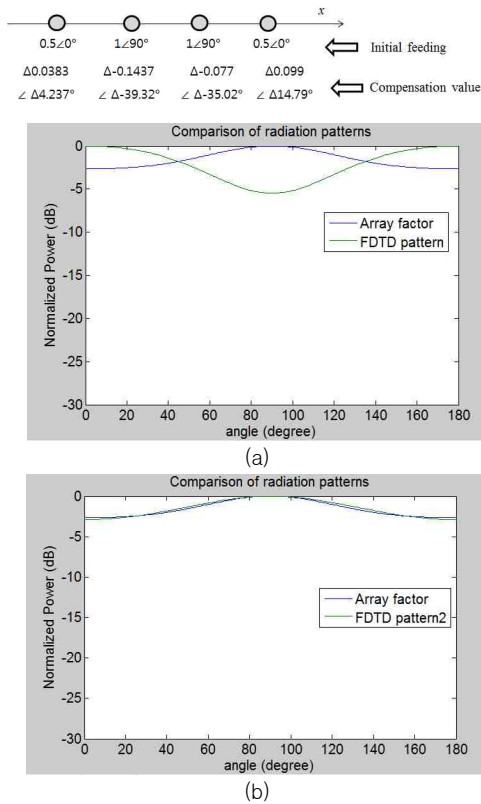 x
0.5∠0° 1∠90° 1∠90° 0.5∠0° Initial feeding
Δ0.0383 Δ-0.1437 Δ-0.077 Δ0.099
∠ Δ4.237° ∠ Δ-39.32° ∠ Δ-35.02° ∠ Δ14.79° Compensation value
Comparison of radiation patterns
Normalized Power (dB)
0
-5
-10
-15
-20
-25
-30
Array factor
FDTD pattern
0 20 40 60 80 100 120 140 160 180
angle (degree)
(a)
Comparison of radiation patterns
Normalized Power (dB)
0
-5
-10
-15
-20
-25
-30
Array factor
FDTD pattern2
0 20 40 60 80 100 120 140 160 180
angle (degree)
(b)